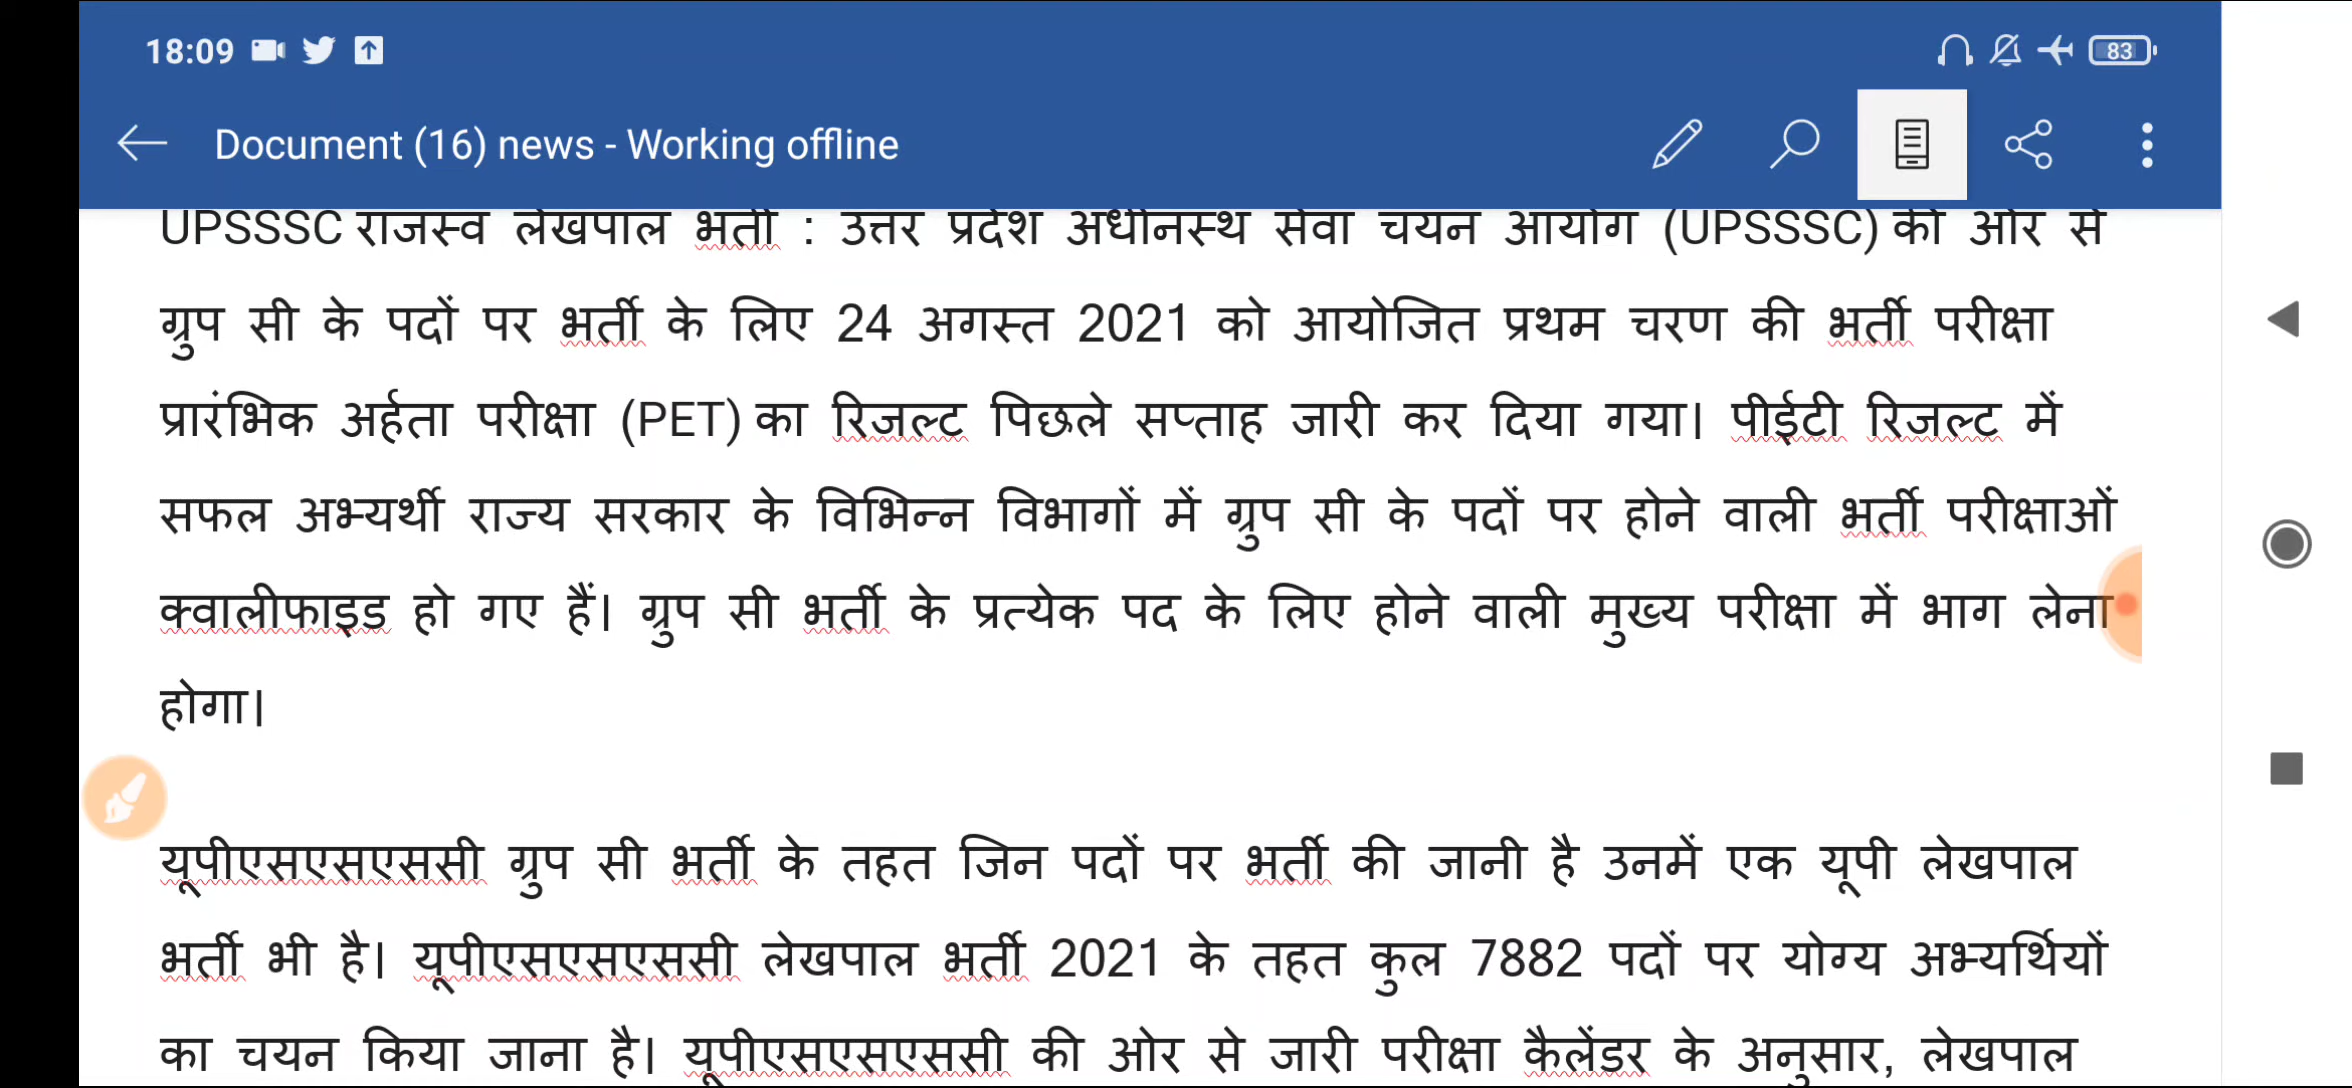 18:09
83
Document (16) news - Working offline
UPSSSC राजस्व लेखपाल भर्ती : उत्तर प्रदेश अधीनस्थ सेवा चयन आयोग (UPSSSC) की ओर से
ग्रुप सी के पदों पर भर्ती के लिए 24 अगस्त 2021 को आयोजित प्रथम चरण की भर्ती परीक्षा
प्रारंभिक अर्हता परीक्षा (PET) का रिजल्ट पिछले सप्ताह जारी कर दिया गया। पीईटी रिजल्ट में
सफल अभ्यर्थी राज्य सरकार के विभिन्न विभागों में ग्रुप सी के पदों पर होने वाली भर्ती परीक्षाओं
क्वालीफाइड हो गए हैं। ग्रुप सी भर्ती के प्रत्येक पद के लिए होने वाली मुख्य परीक्षा में भाग लेना
होगा।
यूपीएसएसएससी ग्रुप सी भर्ती के तहत जिन पदों पर भर्ती की जानी है उनमें एक यूपी लेखपाल
भर्ती भी है। यूपीएसएसएससी लेखपाल भर्ती 2021 के तहत कुल 7882 पदों पर योग्य अभ्यर्थियों
का चयन किया जाना है। यूपीएसएसएससी की ओर से जारी परीक्षा कैलेंडर के अनुसार, लेखपाल